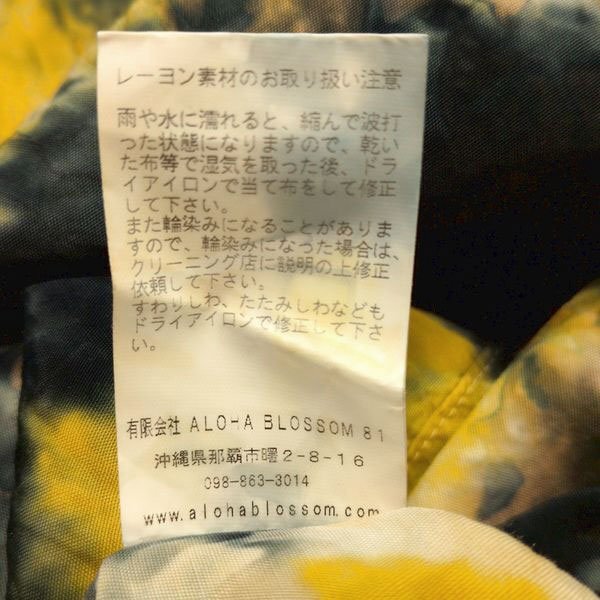 レーヨン素材のお取り扱い注意
雨や水に濡れると、縮んで波打
った状態になりますので、乾い
た布等で湿気を取った後、ドラ
イアイロンで当て布をして修正
して下さい。
また輪染みになることがありま
すので、輪染みになった場合は、
クリーニング店に説明の上修正
依頼して下さい。
すわりしわ、たたみしわなども
ドライアイロンで修正して下さ
い。
有限会社 ALOHA BLOSSOM 81
沖縄県那覇市曙2-8-16
098-863-3014
www.alohablossom.com